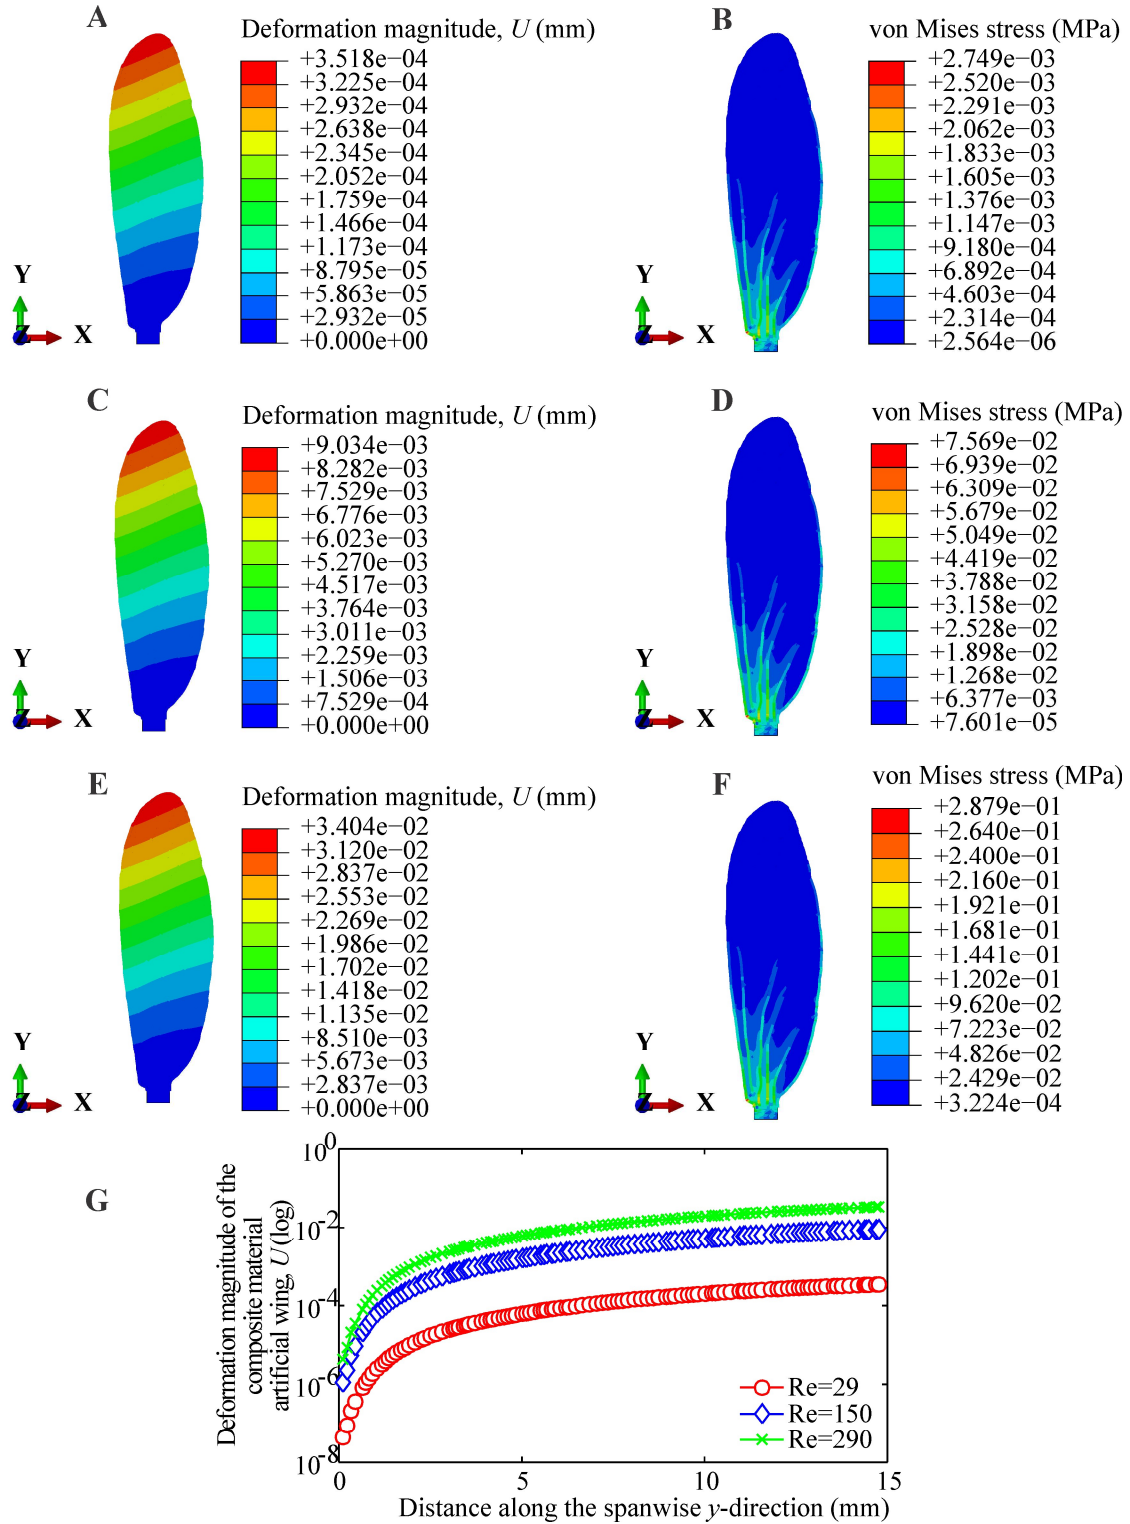 A
Deformation magnitude, U (mm)
+3.518e−04
+3.225e−04
+2.932e−04
+2.638e−04
+2.345e−04
+2.052e−04
+1.759e−04
+1.466e−04
+1.173e−04
+8.795e−05
+5.863e−05
+2.932e−05
+0.000e+00
Y
Z
X
B
von Mises stress (MPa)
+2.749e−03
+2.520e−03
+2.291e−03
+2.062e−03
+1.833e−03
+1.605e−03
+1.376e−03
+1.147e−03
+9.180e−04
+6.892e−04
+4.603e−04
+2.314e−04
+2.564e−06
Y
Z
X
C
Deformation magnitude, U (mm)
+9.034e−03
+8.282e−03
+7.529e−03
+6.776e−03
+6.023e−03
+5.270e−03
+4.517e−03
+3.764e−03
+3.011e−03
+2.259e−03
+1.506e−03
+7.529e−04
+0.000e+00
Y
Z
X
D
von Mises stress (MPa)
+7.569e−02
+6.939e−02
+6.309e−02
+5.679e−02
+5.049e−02
+4.419e−02
+3.788e−02
+3.158e−02
+2.528e−02
+1.898e−02
+1.268e−02
+6.377e−03
+7.601e−05
Y
Z
X
E
Deformation magnitude, U (mm)
+3.404e−02
+3.120e−02
+2.837e−02
+2.553e−02
+2.269e−02
+1.986e−02
+1.702e−02
+1.418e−02
+1.135e−02
+8.510e−03
+5.673e−03
+2.837e−03
+0.000e+00
Y
Z
X
F
von Mises stress (MPa)
+2.879e−01
+2.640e−01
+2.400e−01
+2.160e−01
+1.921e−01
+1.681e−01
+1.441e−01
+1.202e−01
+9.620e−02
+7.223e−02
+4.826e−02
+2.429e−02
+3.224e−04
Y
Z
X
G
Deformation magnitude of the
composite material
artificial wing, U (log)
10^0
10^-2
10^-4
10^-6
10^-8
Re=29
Re=150
Re=290
0 5 10 15
Distance along the spanwise y-direction (mm)